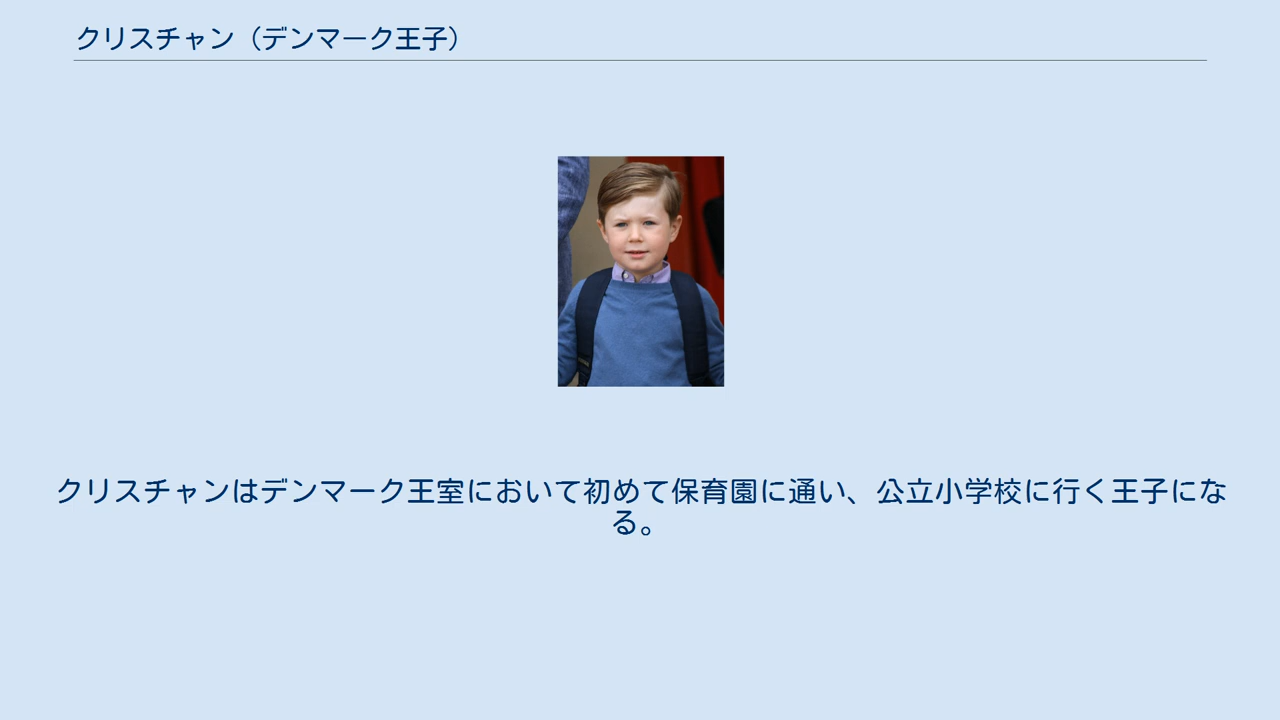 クリスチャン（デンマーク王子）
クリスチャンはデンマーク王室において初めて保育園に通い、公立小学校に行く王子にな
る。